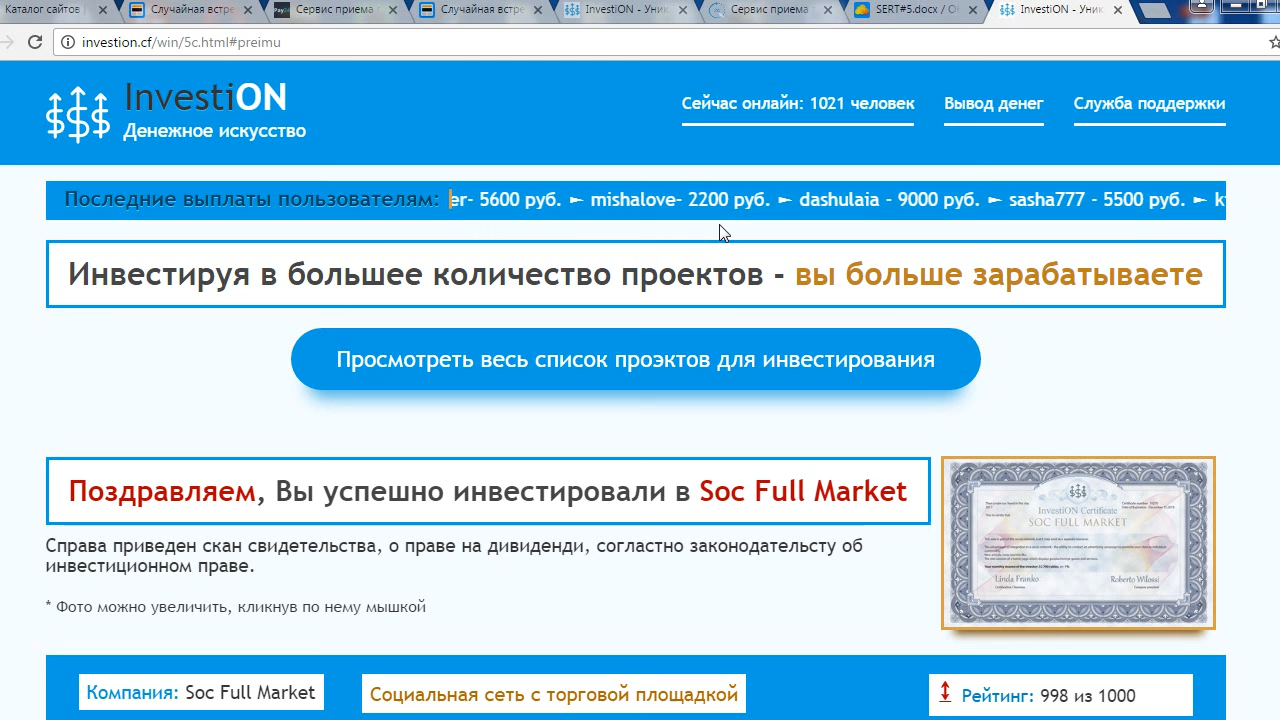 Каталог сайтов
Случайная встре
Сервис приема
Случайная встре
InvestiON - Уник
Сервис приема
SERT#5.docx / О
InvestiON - Уник
investion.cf/win/5c.html#preimu
InvestiON
Денежное искусство
Сейчас онлайн: 1021 человек
Вывод денег
Служба поддержки
Последние выплаты пользователям: er- 5600 руб. ► mishalove- 2200 руб. ► dashulaia - 9000 руб. ► sasha777 - 5500 руб. ►
Инвестируя в большее количество проектов - вы больше зарабатываете
Просмотреть весь список проэктов для инвестирования
Поздравляем, Вы успешно инвестировали в Soc Full Market
InvestiON Certificate
SOC FULL MARKET
Linda Franko
Roberto Wilossi
Справа приведен скан свидетельства, о праве на дивиденди, согластно законодательсту об
инвестиционном праве.
* Фото можно увеличить, кликнув по нему мышкой
Компания: Soc Full Market
Социальная сеть с торговой площадкой
Рейтинг: 998 из 1000